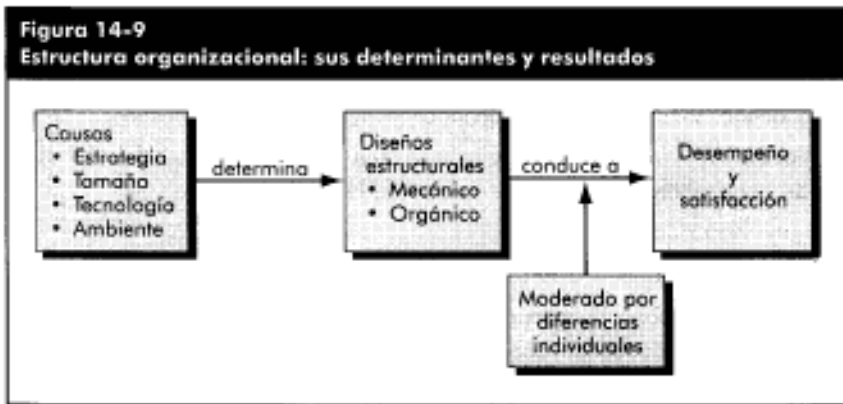 Figura 14-9
Estructura organizacional: sus determinantes y resultados
Causas
• Estrategia
• Tamaña
• Tecnología
• Ambiente
determina
Diseños
estructurales
• Mecánico
• Orgánico
conduce a
Desempeño
y
satisfacción
Moderado por
diferencias
individuales